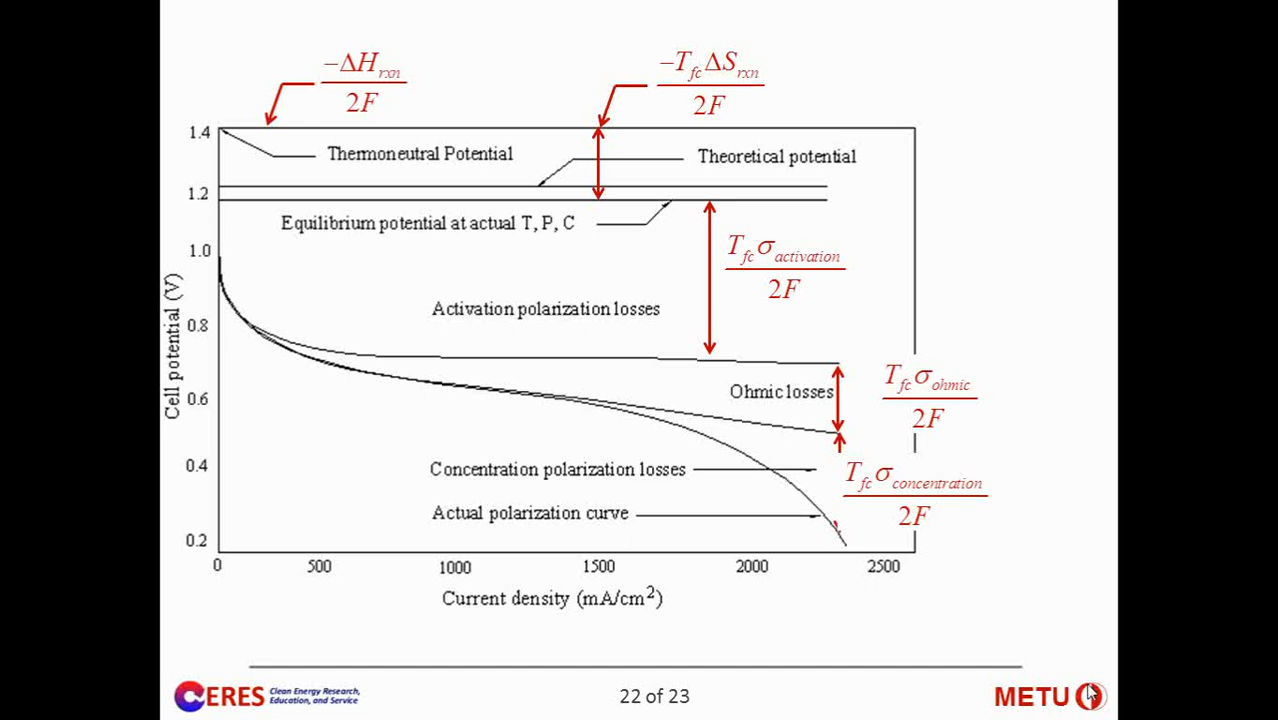 −ΔH_rxn / 2F
−T_fc ΔS_rxn / 2F
1.4
Thermoneutral Potential
Theoretical potential
1.2
Equilibrium potential at actual T, P, C
T_fc σ_activation / 2F
1.0
Activation polarization losses
0.8
Cell potential (V)
T_fc σ_ohmic / 2F
Ohmic losses
0.6
Concentration polarization losses
0.4
T_fc σ_concentration / 2F
Actual polarization curve
0.2
0 500 1000 1500 2000 2500
Current density (mA/cm²)
CERES Clean Energy Research,
Education, and Service
22 of 23
METU